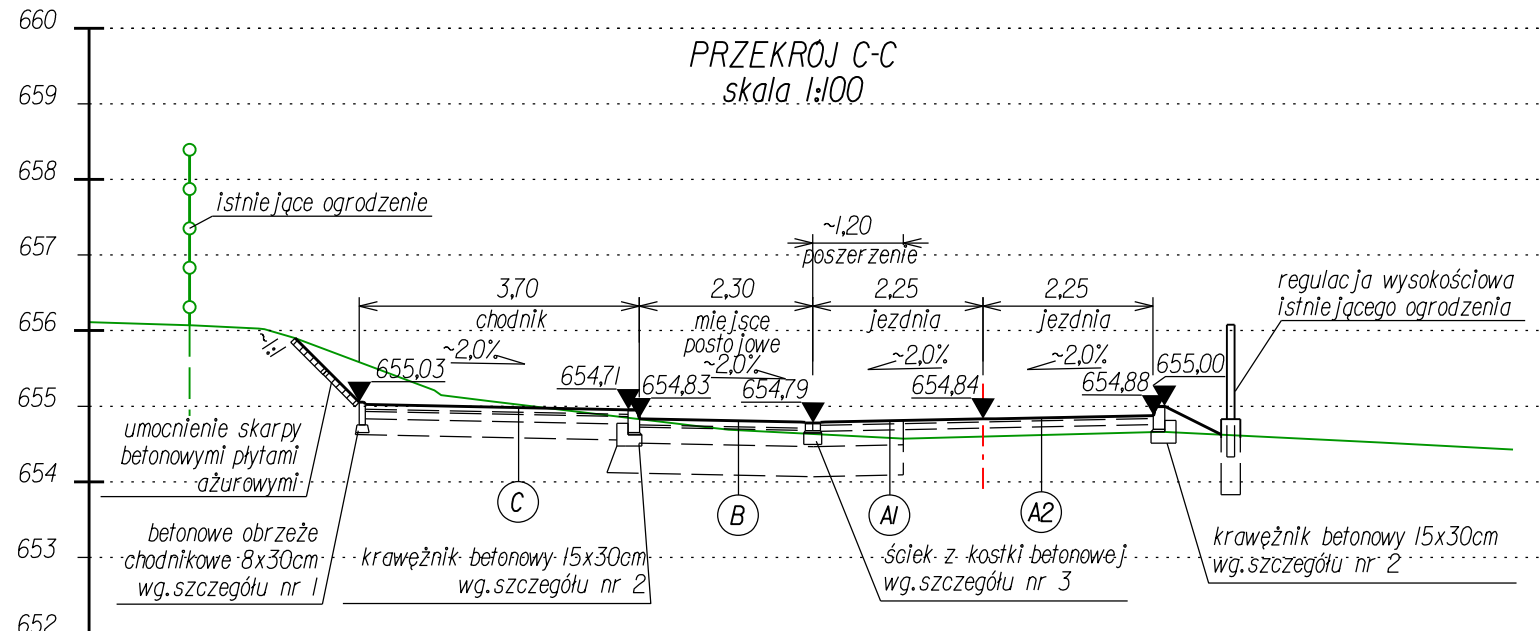 660
PRZEKRÓJ C-C
skala 1:100
659
658
istniejące ogrodzenie
657
~1,20
poszerzenie
3,70
2,30
2,25
2,25
regulacja wysokościowa
istniejącego ogrodzenia
chodnik
miejsce
postojowe
jezdnia
jezdnia
656
~1:1
~2,0%
~2,0%
~2,0%
~2,0%
655,03
654,71
654,83
654,79
654,84
654,88
655,00
655
umocnienie skarpy
betonowymi płytami
ażurowymi
654
C
B
A1
A2
betonowe obrzeże
chodnikowe 8x30cm
wg.szczegółu nr 1
krawężnik betonowy 15x30cm
wg.szczegółu nr 2
ściek z kostki betonowej
wg.szczegółu nr 3
krawężnik betonowy 15x30cm
wg.szczegółu nr 2
653
652